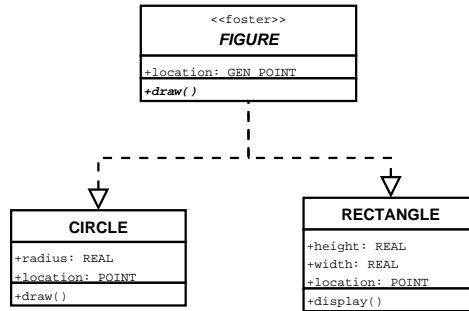 <<foster>>
FIGURE
+location: GEN_POINT
+draw()
CIRCLE
+radius: REAL
+location: POINT
+draw()
RECTANGLE
+height: REAL
+width: REAL
+location: POINT
+display()